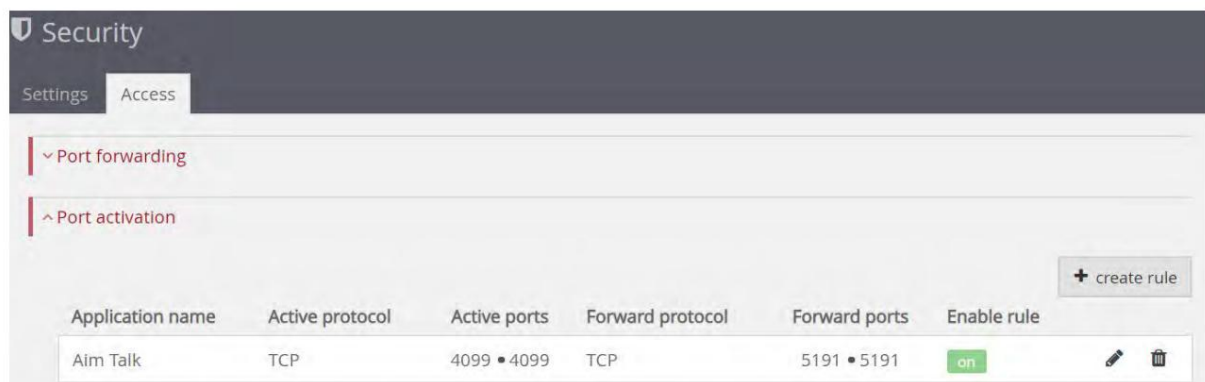 Security
Settings Access
Port forwarding
Port activation
+ create rule
Application name Active protocol Active ports Forward protocol Forward ports Enable rule
Aim Talk TCP 4099 • 4099 TCP 5191 • 5191 on